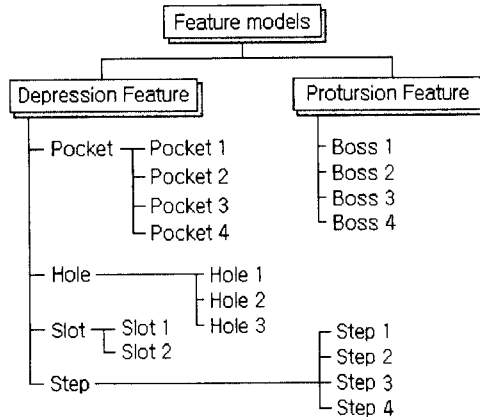 Feature models
Depression Feature
Protursion Feature
Pocket
Pocket 1
Pocket 2
Pocket 3
Pocket 4
Hole
Hole 1
Hole 2
Hole 3
Slot
Slot 1
Slot 2
Step
Step 1
Step 2
Step 3
Step 4
Boss 1
Boss 2
Boss 3
Boss 4